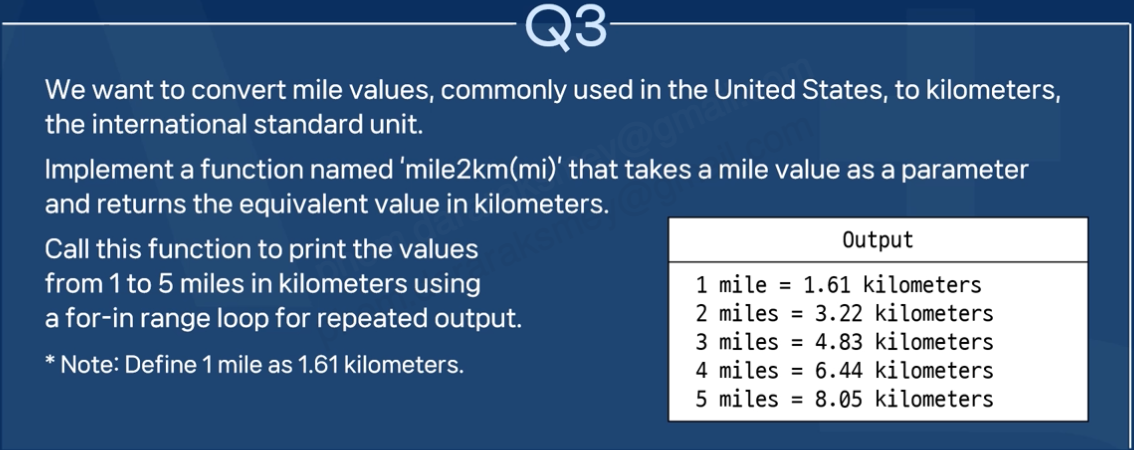 Q3
We want to convert mile values, commonly used in the United States, to kilometers,
the international standard unit.
Implement a function named ‘mile2km(mi)’ that takes a mile value as a parameter
and returns the equivalent value in kilometers.
Call this function to print the values
from 1 to 5 miles in kilometers using
a for-in range loop for repeated output.
* Note: Define 1 mile as 1.61 kilometers.
Output
1 mile = 1.61 kilometers
2 miles = 3.22 kilometers
3 miles = 4.83 kilometers
4 miles = 6.44 kilometers
5 miles = 8.05 kilometers